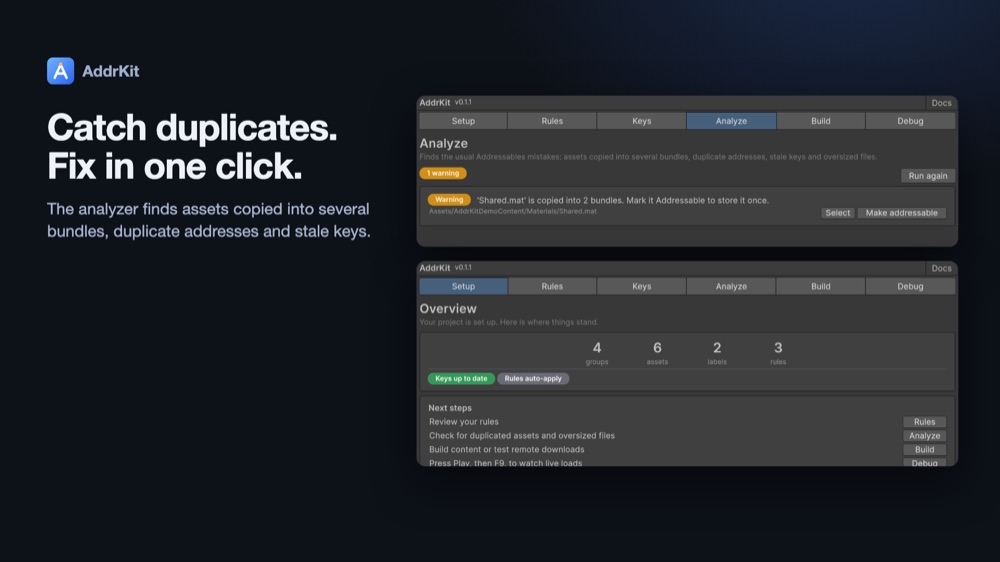 AddrKit
Catch duplicates.
Fix in one click.
The analyzer finds assets copied into several
bundles, duplicate addresses and stale keys.
AddrKit v0.1.1 Docs
Setup Rules Keys Analyze Build Debug
Analyze
Finds the usual Addressables mistakes: assets copied into several bundles, duplicate addresses, stale keys and oversized files.
1 warning
Run again
Warning 'Shared.mat' is copied into 2 bundles. Mark it Addressable to store it once.
Assets/AddrKitDemoContent/Materials/Shared.mat
Select Make addressable
AddrKit v0.1.1 Docs
Setup Rules Keys Analyze Build Debug
Overview
Your project is set up. Here is where things stand.
4 6 2 3
groups assets labels rules
Keys up to date Rules auto-apply
Next steps
Review your rules Rules
Check for duplicated assets and oversized files Analyze
Build content or test remote downloads Build
Press Play, then F9, to watch live loads Debug